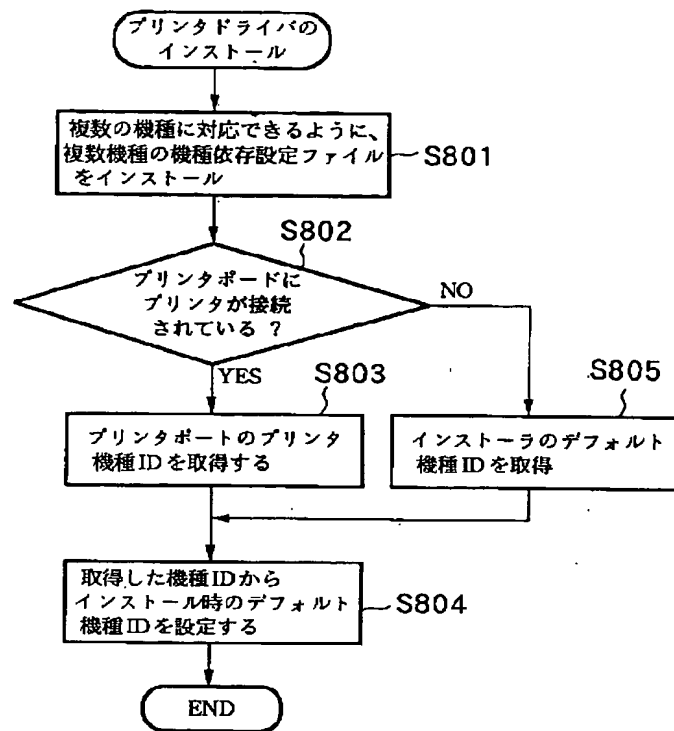 プリンタドライバの
インストール
複数の機種に対応できるように、
複数機種の機種依存設定ファイル
をインストール
S801
S802
プリンタボードに
プリンタが接続
されている ?
NO
YES
S803
プリンタポートのプリンタ
機種IDを取得する
S805
インストーラのデフォルト
機種IDを取得
取得した機種IDから
インストール時のデフォルト
機種IDを設定する
S804
END